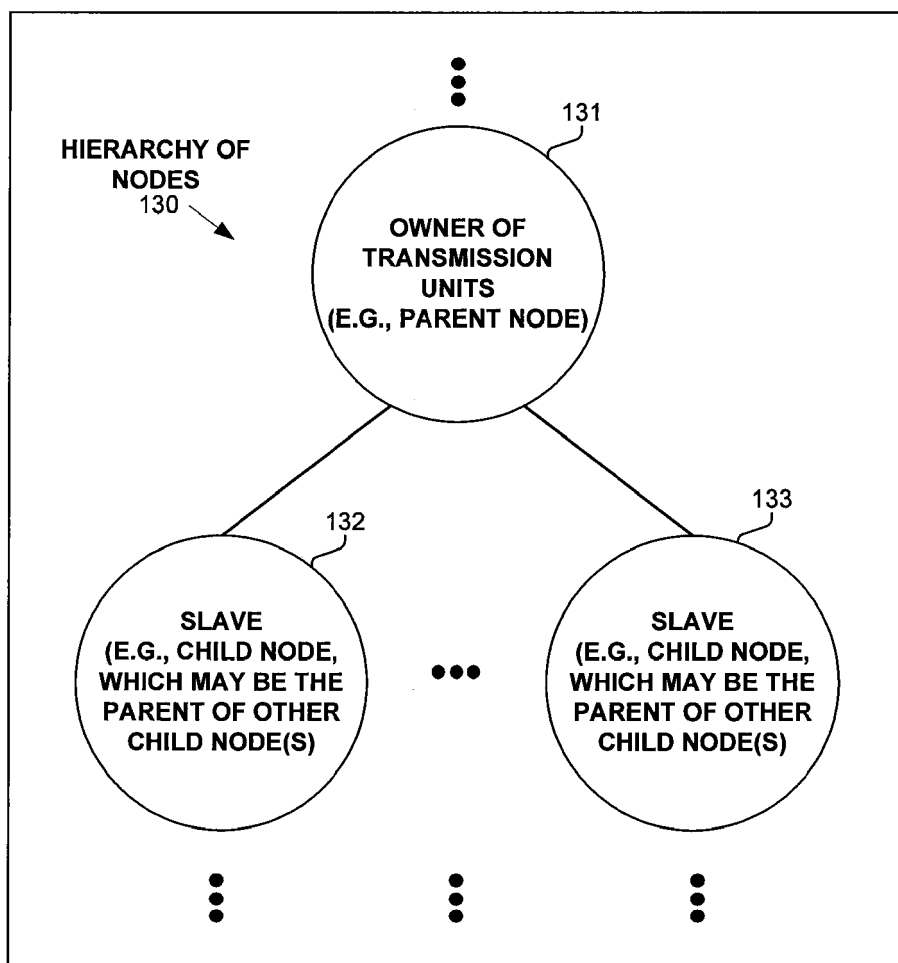 131
HIERARCHY OF
NODES
130
OWNER OF
TRANSMISSION
UNITS
(E.G., PARENT NODE)
132
SLAVE
(E.G., CHILD NODE,
WHICH MAY BE THE
PARENT OF OTHER
CHILD NODE(S)
133
SLAVE
(E.G., CHILD NODE,
WHICH MAY BE THE
PARENT OF OTHER
CHILD NODE(S)